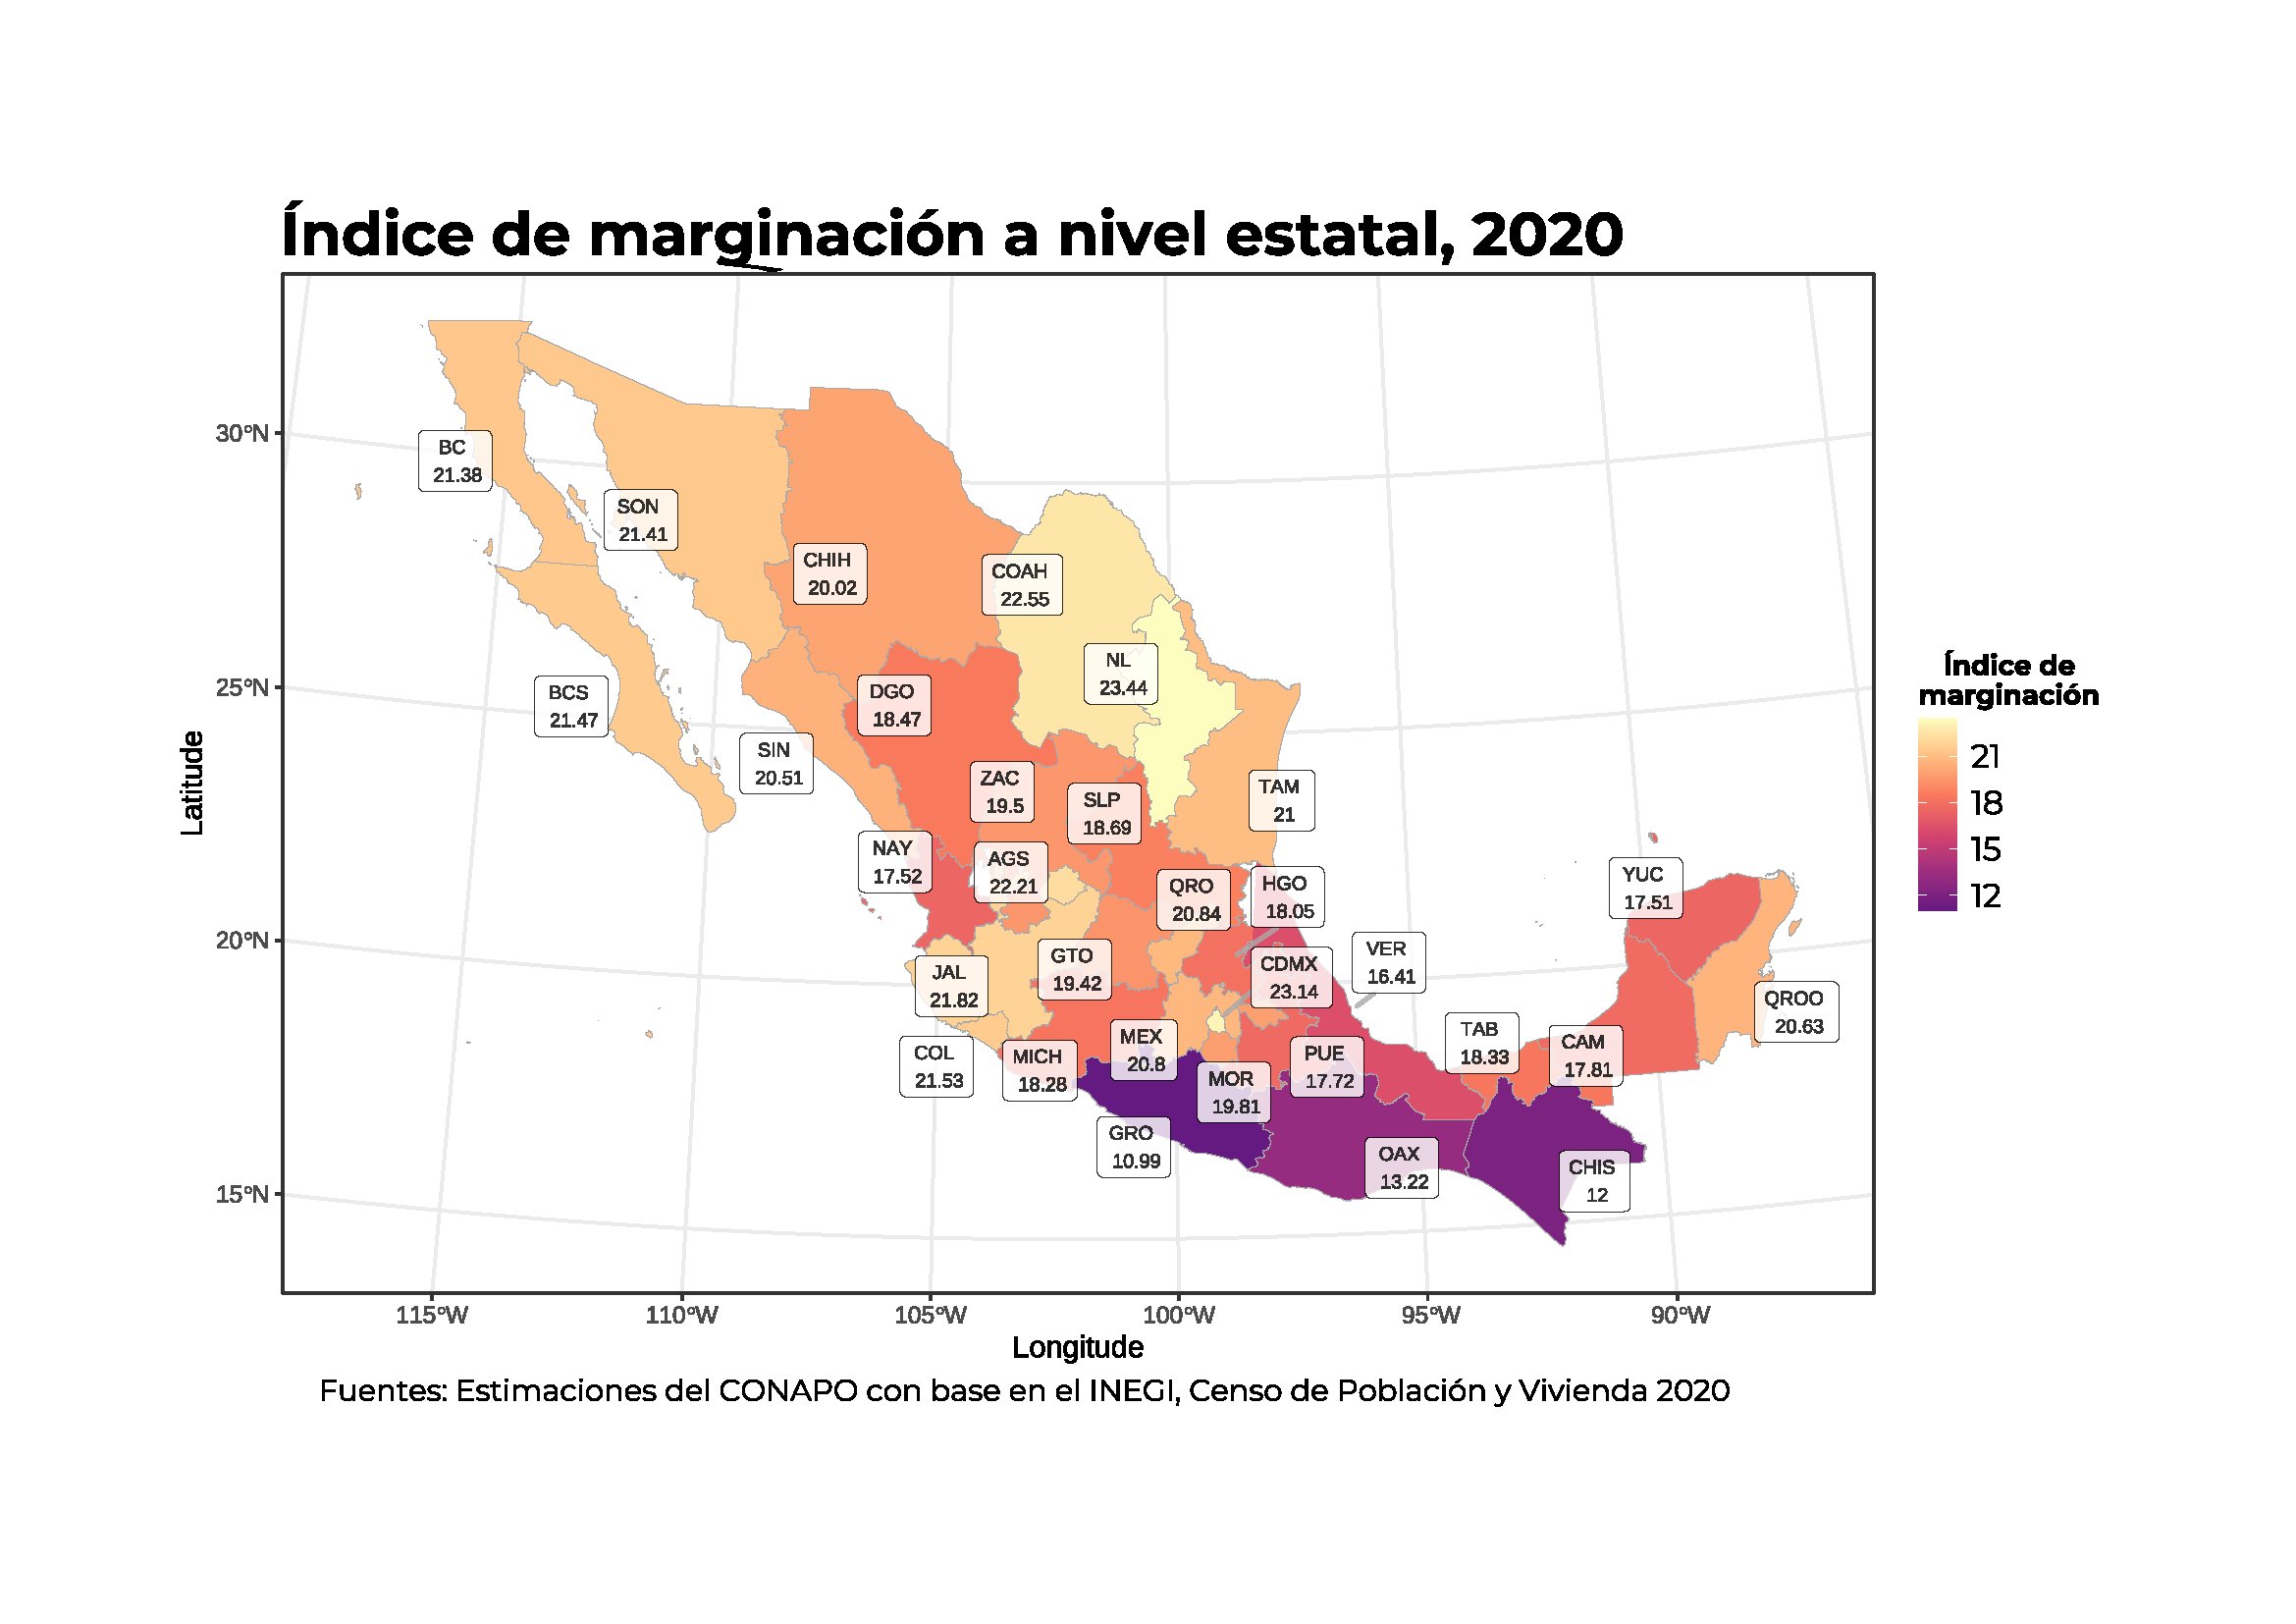 Índice de marginación a nivel estatal, 2020
30°N
25°N
20°N
15°N
Latitude
BC
21.38
SON
21.41
CHIH
20.02
COAH
22.55
NL
23.44
BCS
21.47
DGO
18.47
SIN
20.51
ZAC
19.5
SLP
18.69
TAM
21
NAY
17.52
AGS
22.21
QRO
20.84
HGO
18.05
YUC
17.51
JAL
21.82
GTO
19.42
CDMX
23.14
VER
16.41
QROO
20.63
COL
21.53
MICH
18.28
MEX
20.8
MOR
19.81
PUE
17.72
TAB
18.33
CAM
17.81
GRO
10.99
OAX
13.22
CHIS
12
Índice de
marginación
21
18
15
12
115°W
110°W
105°W
100°W
95°W
90°W
Longitude
Fuentes: Estimaciones del CONAPO con base en el INEGI, Censo de Población y Vivienda 2020